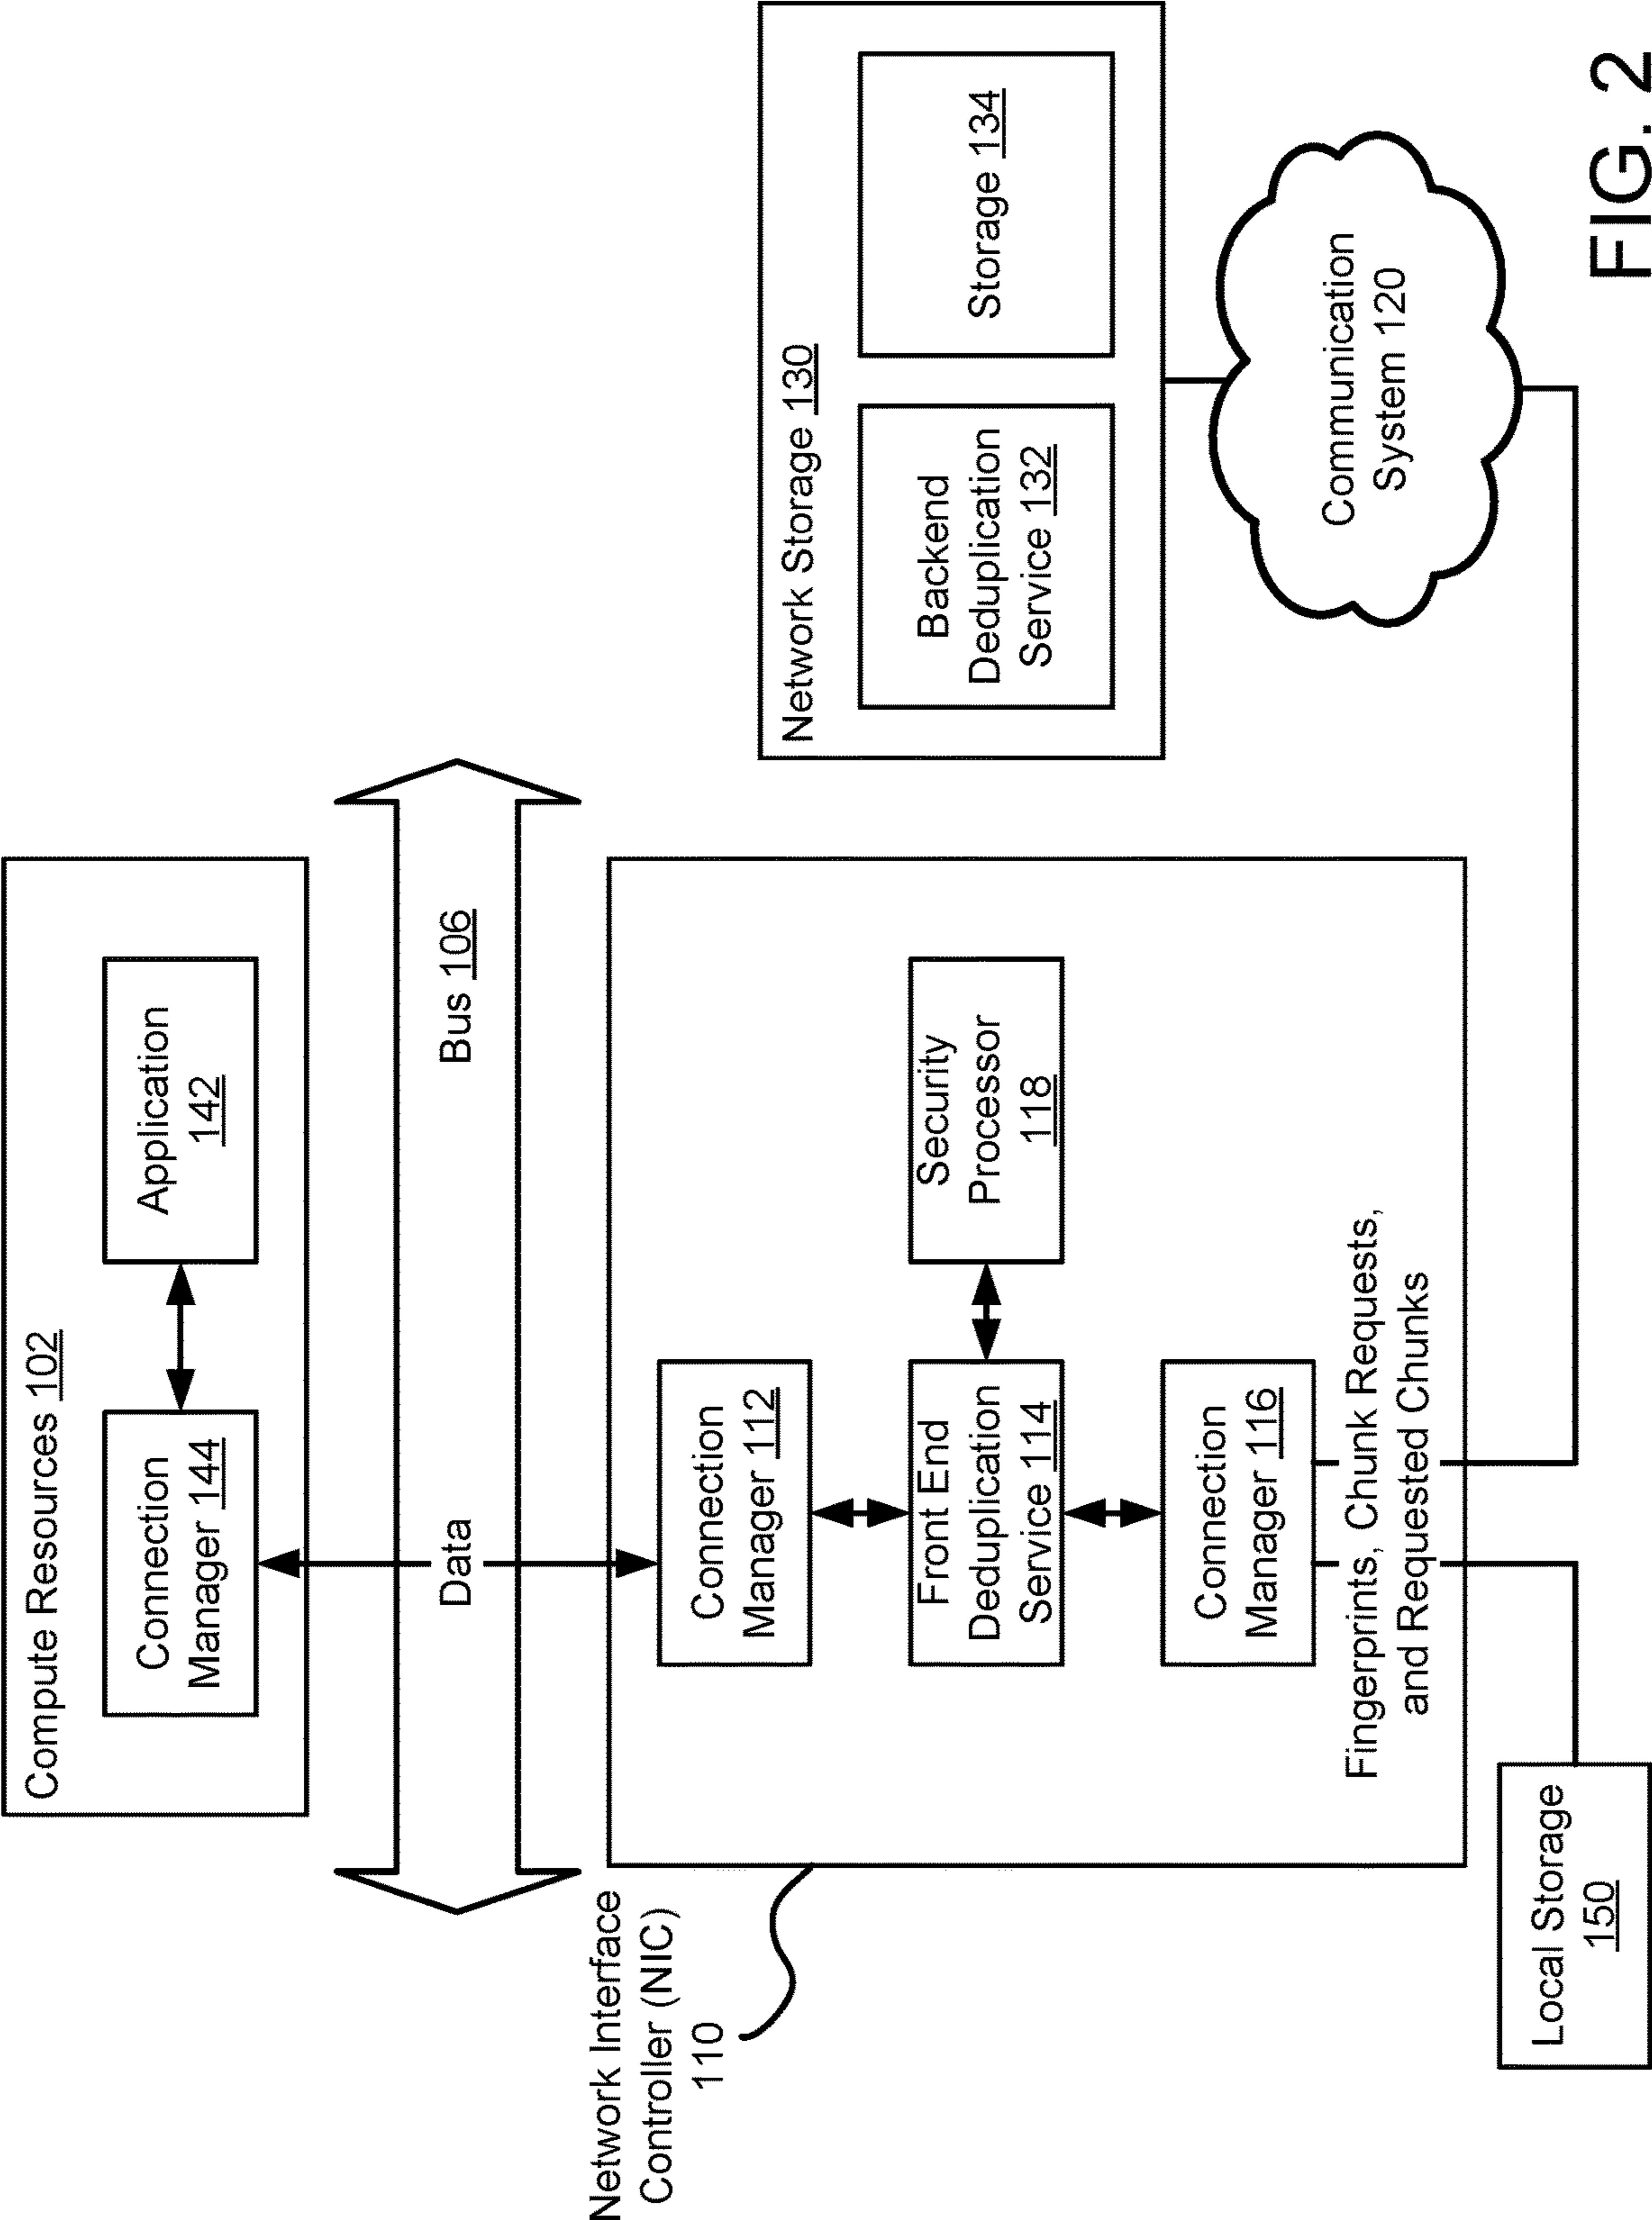 Compute Resources 102
Connection
Manager 144
Application
142
Data
Bus 106
Network Interface
Controller (NIC)
110
Connection
Manager 112
Front End
Deduplication
Service 114
Security
Processor
118
Connection
Manager 116
Fingerprints, Chunk Requests,
and Requested Chunks
Local Storage
150
Network Storage 130
Backend
Deduplication
Service 132
Storage 134
Communication
System 120
FIG. 2